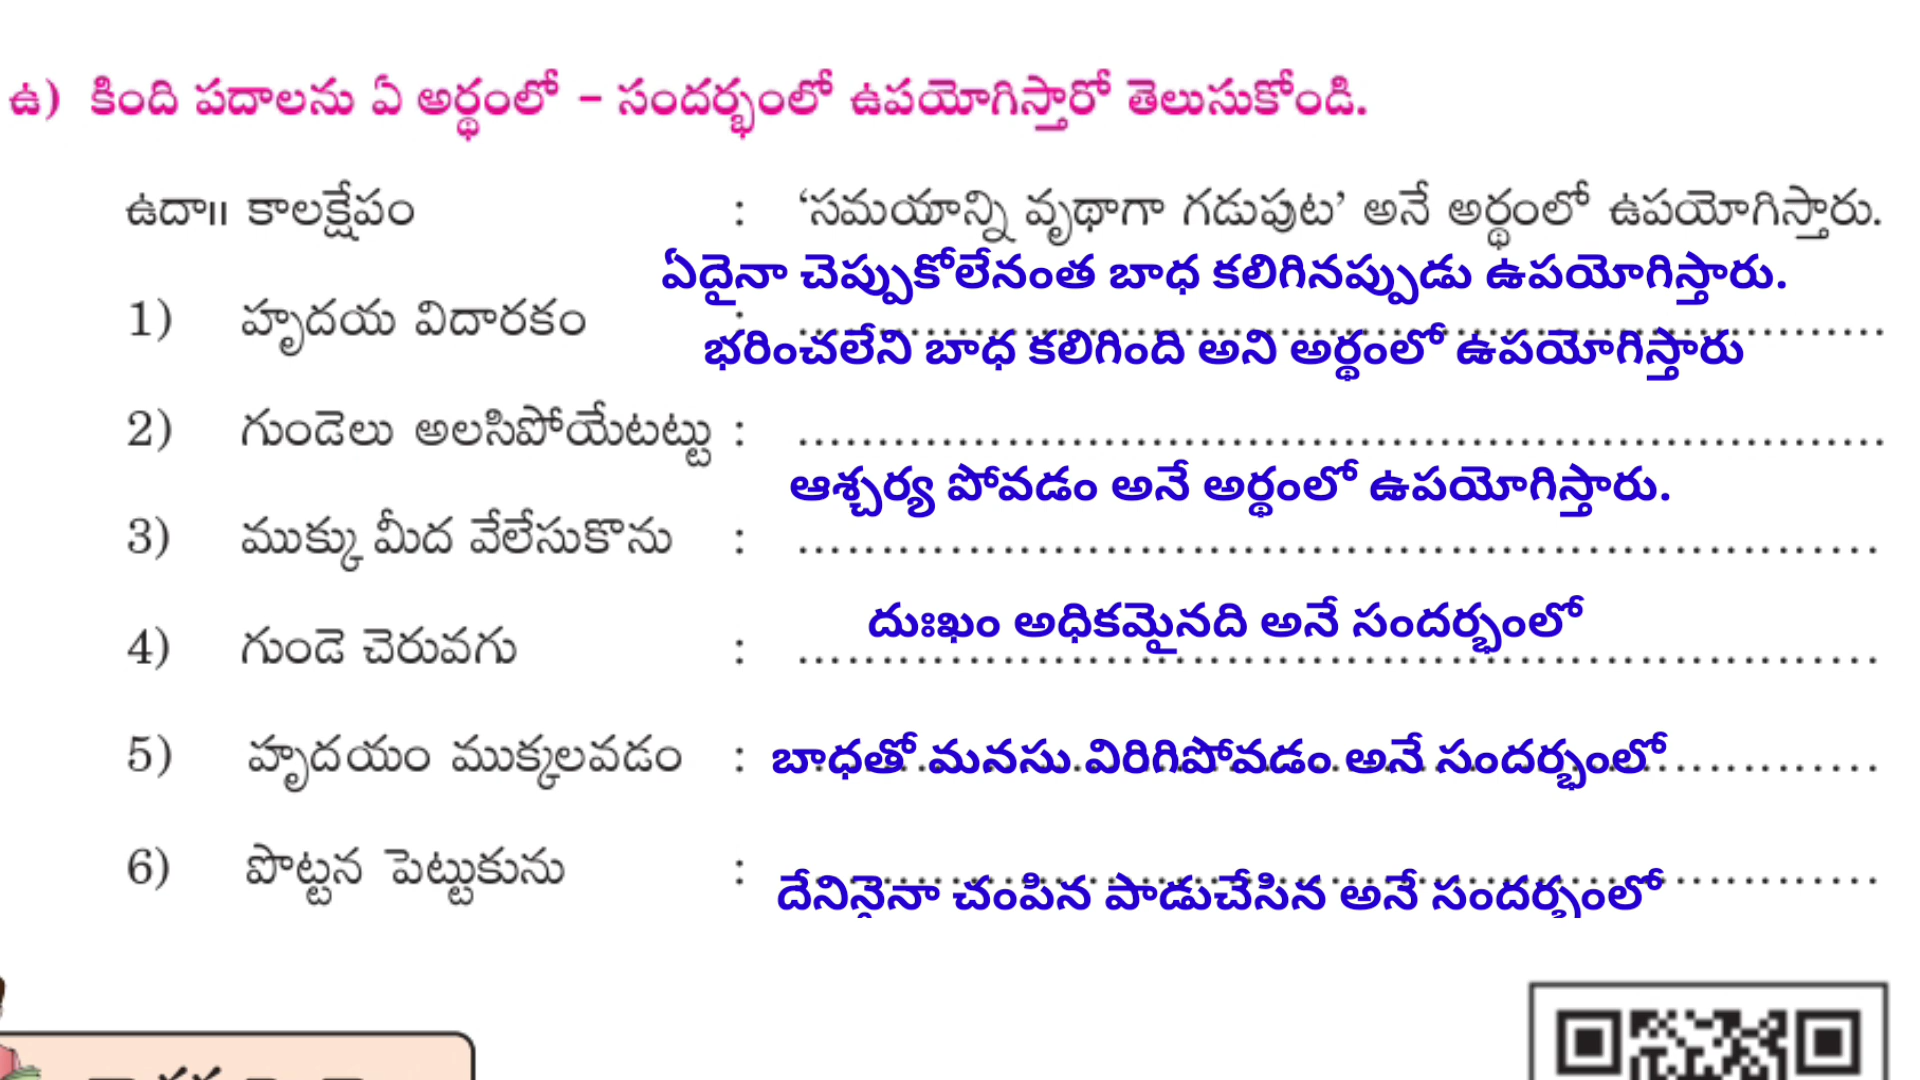 ఉ) కింది పదాలను ఏ అర్థంలో - సందర్భంలో ఉపయోగిస్తారో తెలుసుకోండి.
ఉదా॥ కాలక్షేపం : ‘సమయాన్ని వృథాగా గడుపుట’ అనే అర్థంలో ఉపయోగిస్తారు.
ఏదైనా చెప్పుకోలేనంత బాధ కలిగినప్పుడు ఉపయోగిస్తారు.
1) హృదయ విదారకం : ................................................................
భరించలేని బాధ కలిగింది అని అర్థంలో ఉపయోగిస్తారు
2) గుండెలు అలసిపోయేటట్టు : ................................................................
ఆశ్చర్య పోవడం అనే అర్థంలో ఉపయోగిస్తారు.
3) ముక్కు మీద వేలేసుకొను : ................................................................
దుఃఖం అధికమైనది అనే సందర్భంలో
4) గుండె చెరువగు : ................................................................
5) హృదయం ముక్కలవడం : బాధతో మనసు విరిగిపోవడం అనే సందర్భంలో
6) పొట్టన పెట్టుకును : దేనినైనా చంపిన పాడుచేసిన అనే సందర్భంలో